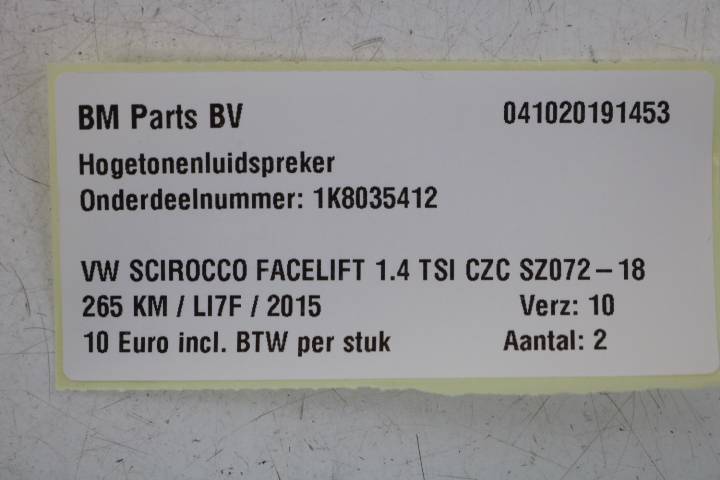 BM Parts BV 041020191453
Hogetonenluidspreker
Onderdeelnummer: 1K8035412
VW SCIROCCO FACELIFT 1.4 TSI CZC SZ072-18
265 KM / LI7F / 2015 Verz: 10
10 Euro incl. BTW per stuk Aantal: 2